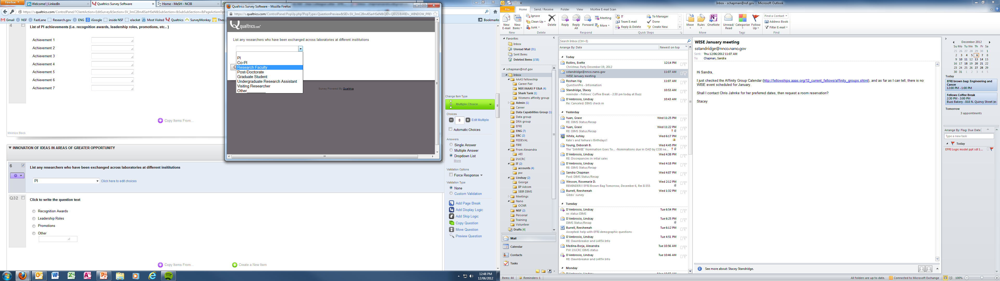 Firefox
Welcome! | LinkedIn
Qualtrics Survey Software
Home - MeSH - NCBI
https://s.qualtrics.com/ControlPanel/?ClientAction=EditSurvey&Section=SV_3mC28nv6SarHSeN&SubSection=&SubSubSection=&PageActionOpt
Gmail
NSF
FastLane
Research.gov
ENG
iGoogle
inside NSF
eJacket
Most Visited
Qualtrics
SurveyMonkey
Thes
Bookmarks
4
List of PI achievements (i.e. recognition awards, leadership roles, promotions, etc.. )
Achievement 1
Achievement 2
Achievement 3
Achievement 4
Achievement 5
Achievement 6
Achievement 7
Copy Items From...
Minimize Block
INNOVATION OF IDEAS IN AREAS OF GREATER OPPORTUNITY
6
List any researchers who have been exchanged across laboratories at different insititutions
PI
Click here to edit choices
Q32
Click to write the question text
Recognition Awards
Leadership Roles
Promotions
Other
Copy Items From...
Create a New Item
Qualtrics Survey Software - Mozilla Firefox
https://s.qualtrics.com/ControlPanel/PopUp.php?PopType=QuestionPreview&SID=SV_3mC28nv6SarHSeN&QID=QID21&WID=_WINDOW_PREV
qualtrics.com
List any researchers who have been exchanged across laboratories at different insititutions
PI
Co-PI
Research Faculty
Post-Doctorate
Graduate Student
Undergraduate Research Assistant
Visiting Researcher
Other
Survey Powered By Qualtrics
Change Item Type
Multiple Choice
Choices
8
Edit Multiple
Automatic Choices
Answers
Single Answer
Multiple Answer
Dropdown List
More
Validation Options
Force Response
Validation Type
None
Custom Validation
Add Page Break
Add Display Logic
Add Skip Logic
Copy Question
Move Question
Preview Question
12:48 PM
12/06/2012
Inbox - schapman@nsf.gov - Microsoft Outlook
File
Home
Send / Receive
Folder
View
McAfee E-mail Scan
New E-mail
New Items
New
Ignore
Clean Up
Junk
Delete
Delete
Reply
Reply All
Forward
Meeting
More
Respond
IT
Team E-mail
Reply & Delete
To Manager
Done
Create New
Quick Steps
Move
Rules
OneNote
Move
Unread/ Read
Categorize
Follow Up
Tags
Find a Contact
Address Book
Filter E-mail
Find
Favorites
Inbox
Unread Mail (31)
Sent Items
Deleted Items (158)
schapman@nsf.gov
Inbox
AAAS fellowship
Career Fair
NSF/AAAS P E&A (4)
Shark Tank (1)
Womens affinity group
Admin (1)
Career
Data Capabilities Group (1)
Data group
DRA group
EFRI
ENG (7)
ERC (2)
FEDEVAL
FIRE
From Alexandra
AEI
I/UCRC
IT (2)
accounts (4)
pw
Lindsay (2)
George
IIP Adcom
SBIR DIMS
Meetings
Nano
OCNR
NSF (2)
Personal
Training
Volunteer
Drafts [4]
Mail
Calendar
Contacts
Tasks
Search Inbox (Ctrl+E)
Arrange By: Date
Newest on top
Today
Rollins, Evette 12:14 PM
Christmas Party December 19, 2012
sstandridge@nnco.nano.gov 11:07 AM
WISE January meeting
Roshan Vig 11:07 AM
QuestionPro - Information
Standridge, Stacey 10:53 AM
reminder - Fellows' Coffee Break - 2:30 pm today at Buzz
D'Ambrosio, Lindsay 10:43 AM
Re: Canceled: DIMS check-in
Yesterday
Yuan, Grace Wed 11:25 PM
RE: DIMS Status/Recap
Yuan, Grace Wed 11:22 PM
RE: DIMS Status/Recap
White, Ashley Wed 6:17 PM
Kate's and Yaihara's Birthdays!!
Young, Deborah B. Wed 4:45 PM
The "SAMMIE" Nomination Goes To... -Nominiations due in OAD by COB ne...
D'Ambrosio, Lindsay Wed 4:38 PM
RE: Discrepancies in intial sales
D'Ambrosio, Lindsay Wed 4:18 PM
RE: DIMS Status/Recap
Sandra Chapman Wed 4:07 PM
Fwd: DIMS Status/Recap
Wesson, Rosemarie D. Wed 2:12 PM
REMINDER!!! EFRI Brown Bag Tomorrow, December 6, Rm II-555
Burrell, Reeshemah Wed 1:32 PM
Gibbs' survey
Tuesday
D'Ambrosio, Lindsay Tue 6:54 PM
re: status DIMS
D'Ambrosio, Lindsay Tue 6:25 PM
DIMS Status/Recap
Burrell, Reeshemah Tue 6:12 PM
Accepted: help with EFRI demographic questions
D'Ambrosio, Lindsay Tue 4:51 PM
RE: Dawnbreaker and LARTA Info
Medina-Borja, Alexandra Tue 10:56 AM
FW: I/UCRC DIMS status
D'Ambrosio, Lindsay Tue 10:46 AM
RE: Dawnbreaker and LARTA Info
Monday
WISE January meeting
sstandridge@nnco.nano.gov
Sent: Thu 12/06/2012 11:07 AM
To: Chapman, Sandra
Hi Sandra,
I just checked the Affinity Group Calendar (http://fellowships.aaas.org/12_current_fellows/affinity_groups.shtml), and as far as I can tell, there is no
WISE event scheduled for January.
Shall I contact Chris Jahnke for her preferred dates, then request a room reservation?
Stacey
See more about: Stacey Standridge.
December 2012
Su Mo Tu We Th Fr Sa
25 26 27 28 29 30 1
2 3 4 5 6 7 8
9 10 11 12 13 14 15
16 17 18 19 20 21 22
23 24 25 26 27 28 29
30 31 1 2 3 4 5
Today
EFRI brown bag: Engineering and
Cancer
12:00 PM - 1:00 PM
Fellows Coffee Break
2:30 PM - 3:00 PM
Buzz Bakery - 818 N. Quincy Street (er
Tomorrow
3 appointments
Arrange By: Flag: Due Date
Type a new task
Today
EFRI Logic model ppt sdl 1...
Items: 44
Reminders: 1
All folders are up to date.
Connected to Microsoft Exchange
100%